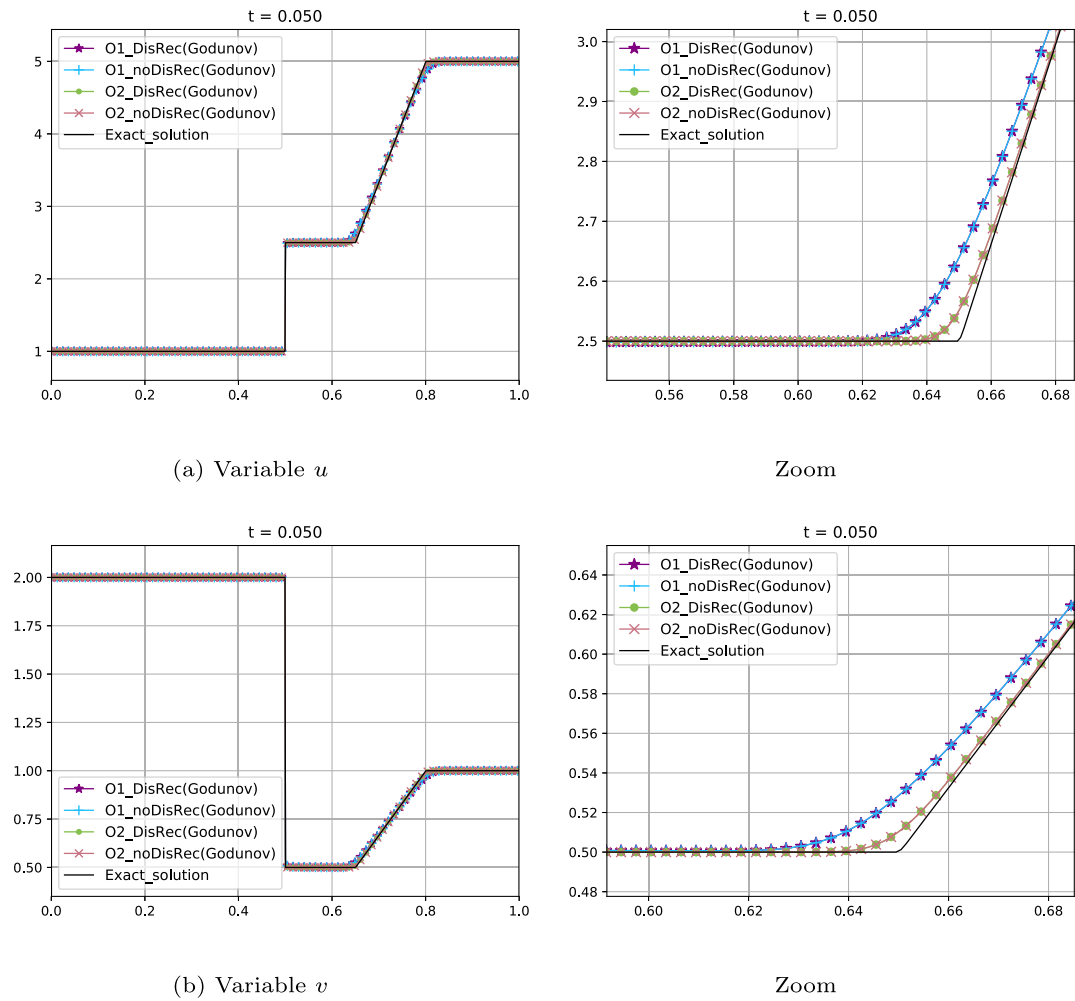 t = 0.050
O1_DisRec(Godunov)
O1_noDisRec(Godunov)
O2_DisRec(Godunov)
O2_noDisRec(Godunov)
Exact_solution
5
4
3
2
1
0.0 0.2 0.4 0.6 0.8 1.0
(a) Variable u
t = 0.050
O1_DisRec(Godunov)
O1_noDisRec(Godunov)
O2_DisRec(Godunov)
O2_noDisRec(Godunov)
Exact_solution
3.0
2.9
2.8
2.7
2.6
2.5
0.56 0.58 0.60 0.62 0.64 0.66 0.68
Zoom
t = 0.050
2.00
1.75
1.50
1.25
1.00
0.75
0.50
O1_DisRec(Godunov)
O1_noDisRec(Godunov)
O2_DisRec(Godunov)
O2_noDisRec(Godunov)
Exact_solution
0.0 0.2 0.4 0.6 0.8 1.0
(b) Variable v
t = 0.050
O1_DisRec(Godunov)
O1_noDisRec(Godunov)
O2_DisRec(Godunov)
O2_noDisRec(Godunov)
Exact_solution
0.64
0.62
0.60
0.58
0.56
0.54
0.52
0.50
0.48
0.60 0.62 0.64 0.66 0.68
Zoom